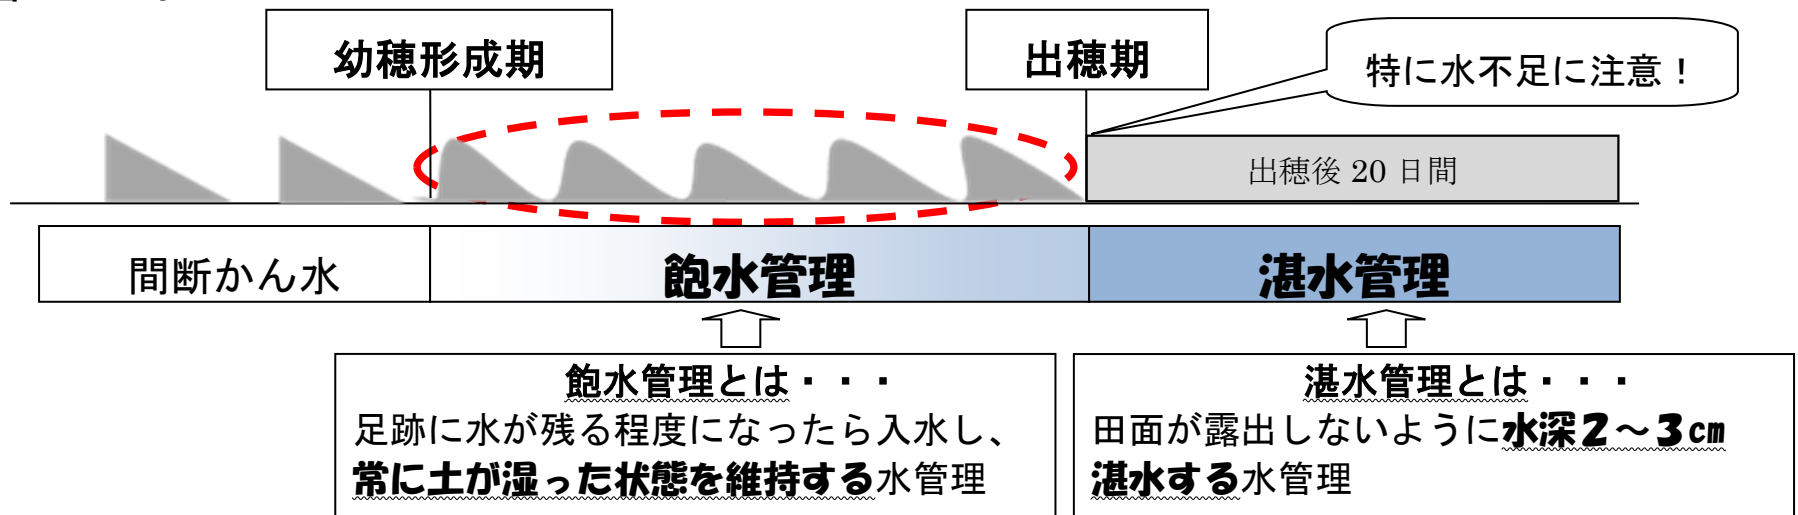 幼穂形成期
出穂期
特に水不足に注意！
出穂後 20 日間
間断かん水
飽水管理
湛水管理
飽水管理とは・・・
足跡に水が残る程度になったら入水し、
常に土が湿った状態を維持する水管理
湛水管理とは・・・
田面が露出しないように水深２～３cm
湛水する水管理